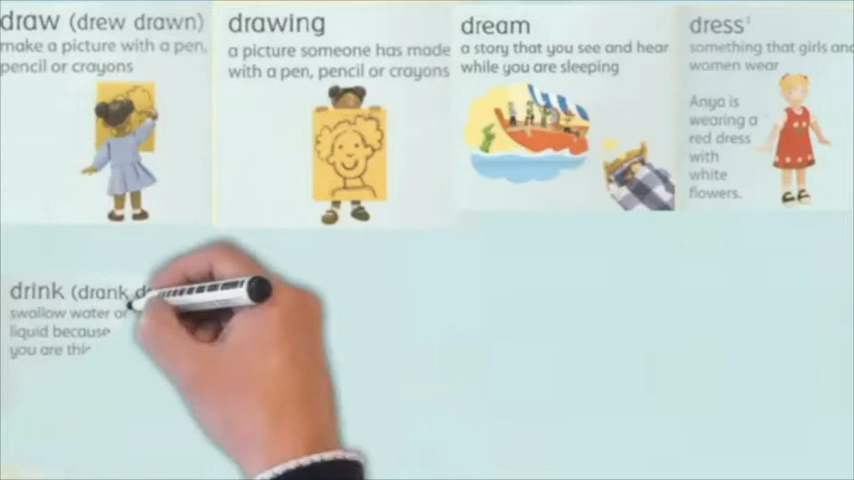 draw (drew drawn)
make a picture with a pen,
pencil or crayons
drawing
a picture someone has made
with a pen, pencil or crayons
dream
a story that you see and hear
while you are sleeping
dress¹
something that girls and
women wear
Anya is
wearing a
red dress
with
white
flowers.
drink (drank
swallow water or
liquid because
you are